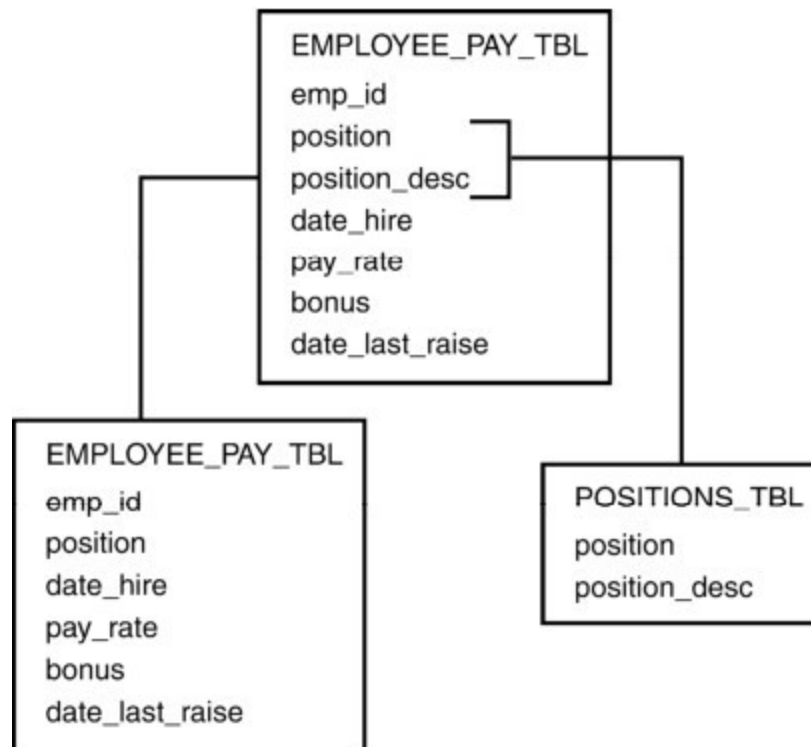 EMPLOYEE_PAY_TBL
emp_id
position
position_desc
date_hire
pay_rate
bonus
date_last_raise
EMPLOYEE_PAY_TBL
emp_id
position
date_hire
pay_rate
bonus
date_last_raise
POSITIONS_TBL
position
position_desc